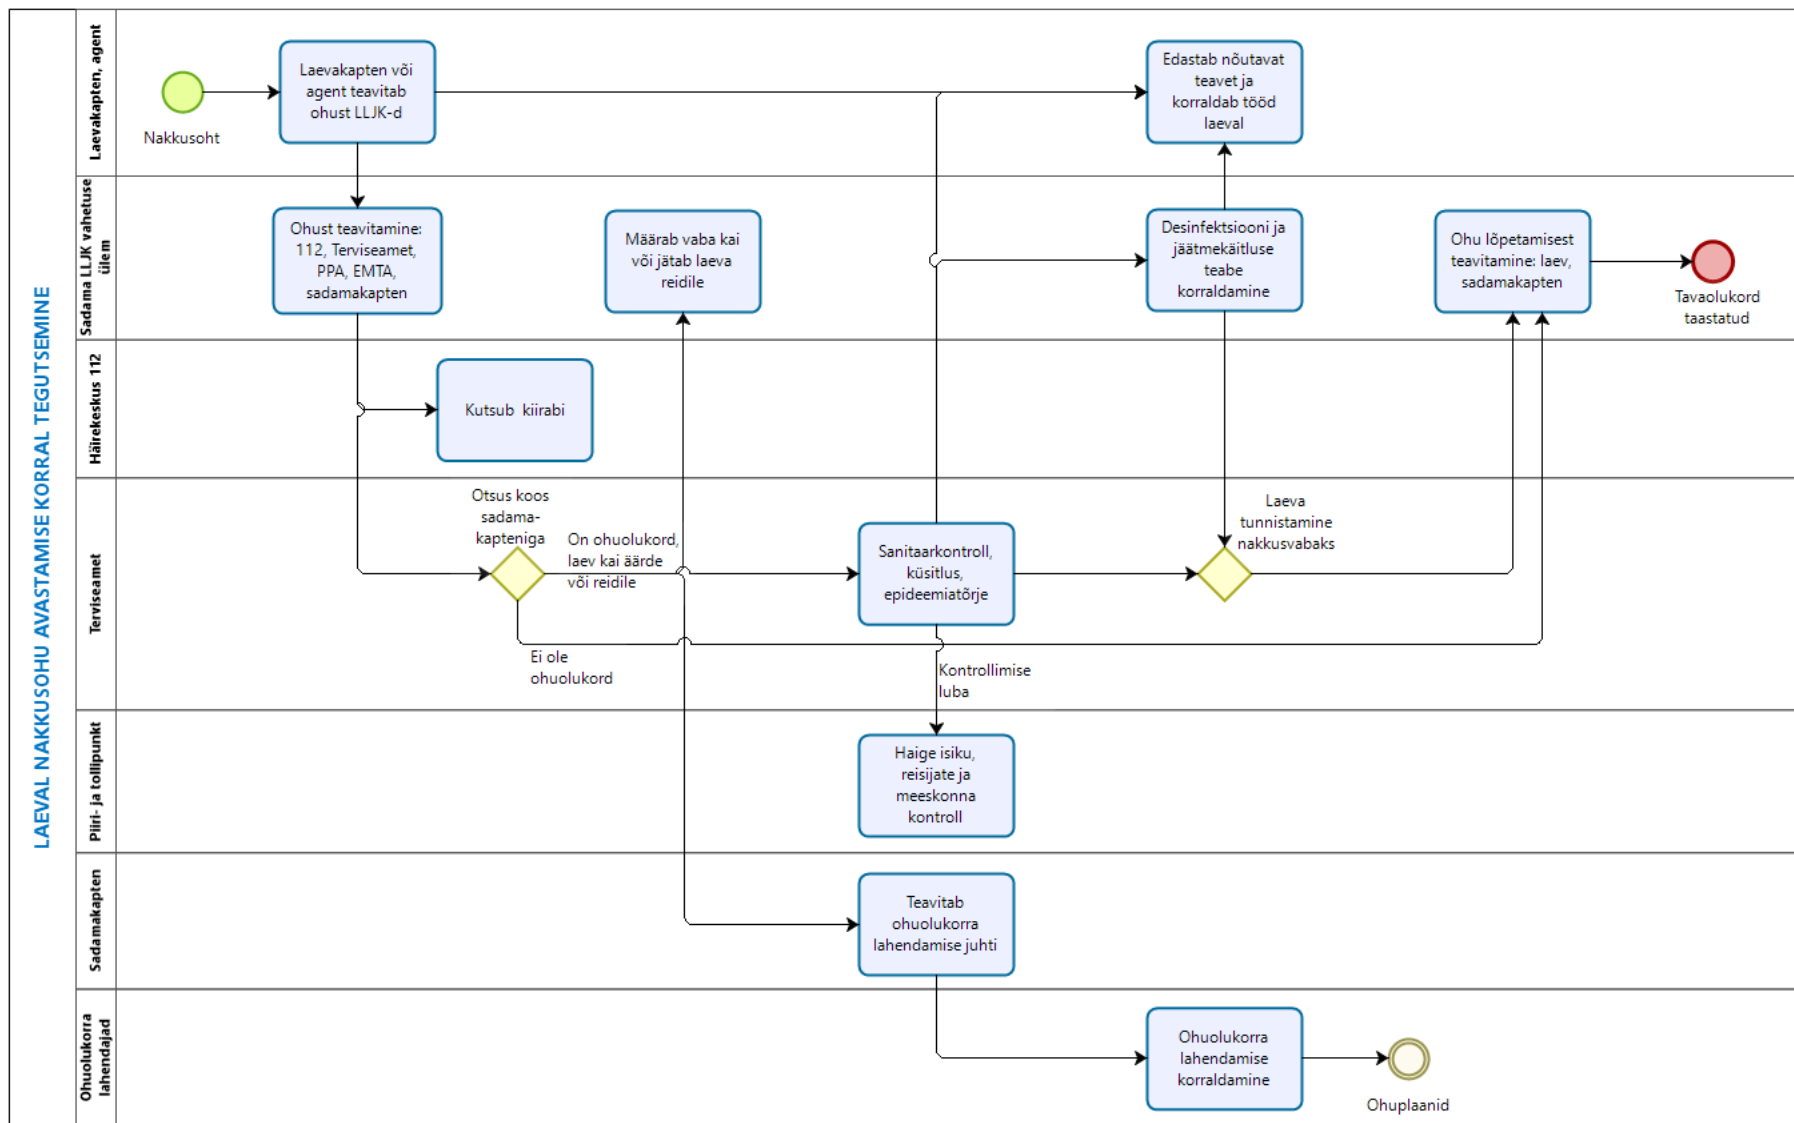 LAEVAL NAKKUSOHU AVASTAMISE KORRAL TEGUTSEMINE
Laevakapten, agent
Nakkusoht
Laevakapten või
agent teavitab
ohust LLJK-d
Edastab nõutavat
teavet ja
korraldab tööd
laeval
Sadama LLJK vahetuse
ülem
Ohust teavitamine:
112, Terviseamet,
PPA, EMTA,
sadamakapten
Määrab vaba kai
või jätab laeva
reidile
Desinfektsiooni ja
jäätmekäitluse
teabe
korraldamine
Ohu lõpetamisest
teavitamine: laev,
sadamakapten
Tavaolukord
taastatud
Häirekeskus 112
Kutsub kiirabi
Terviseamet
Otsus koos
sadama-
kapteniga
On ohuolukord,
laev kai äärde
või reidile
Ei ole
ohuolukord
Sanitaarkontroll,
küsitlus,
epideemiatõrje
Laeva
tunnistamine
nakkusvabaks
Kontrollimise
luba
Piiri- ja tollipunkt
Haige isiku,
reisijate ja
meeskonna
kontroll
Sadamakapten
Teavitab
ohuolukorra
lahendamise juhti
Ohuolukorra
lahendajad
Ohuolukorra
lahendamise
korraldamine
Ohuplaanid